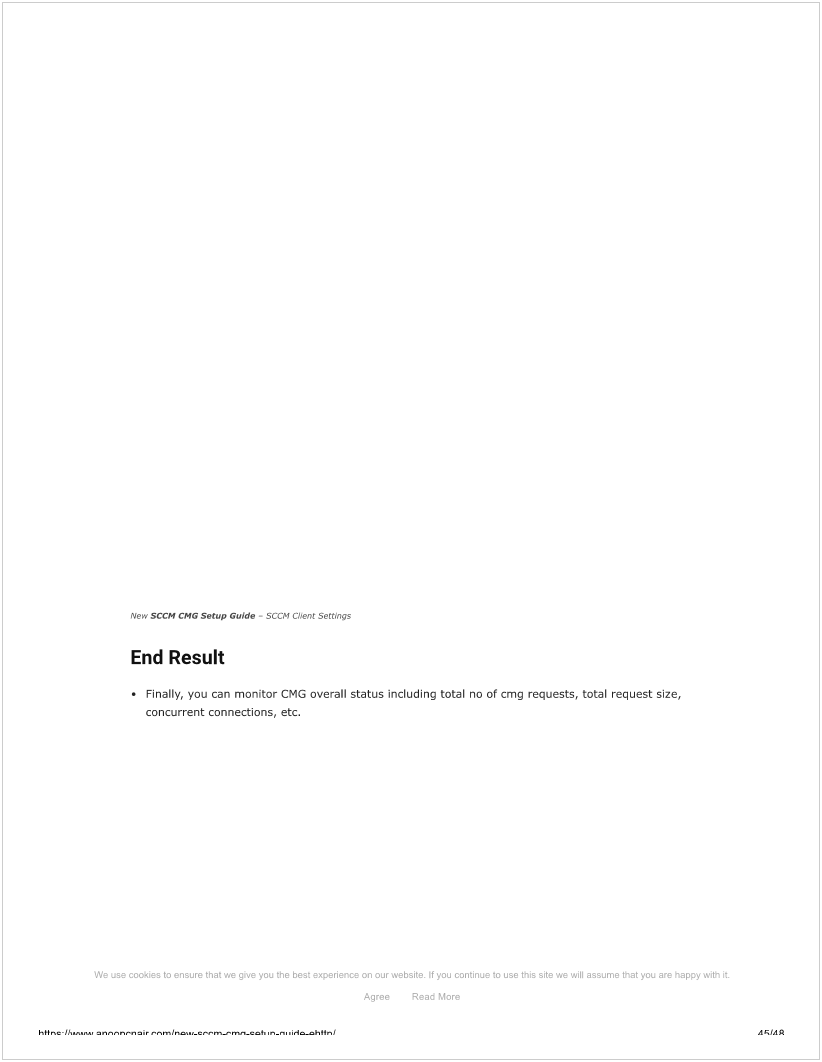 New SCCM CMG Setup Guide – SCCM Client Settings
End Result
• Finally, you can monitor CMG overall status including total no of cmg requests, total request size,
concurrent connections, etc.
We use cookies to ensure that we give you the best experience on our website. If you continue to use this site we will assume that you are happy with it.
Agree Read More
https://www.anoopcnair.com/new-sccm-cmg-setup-guide-ehttp/ 45/48